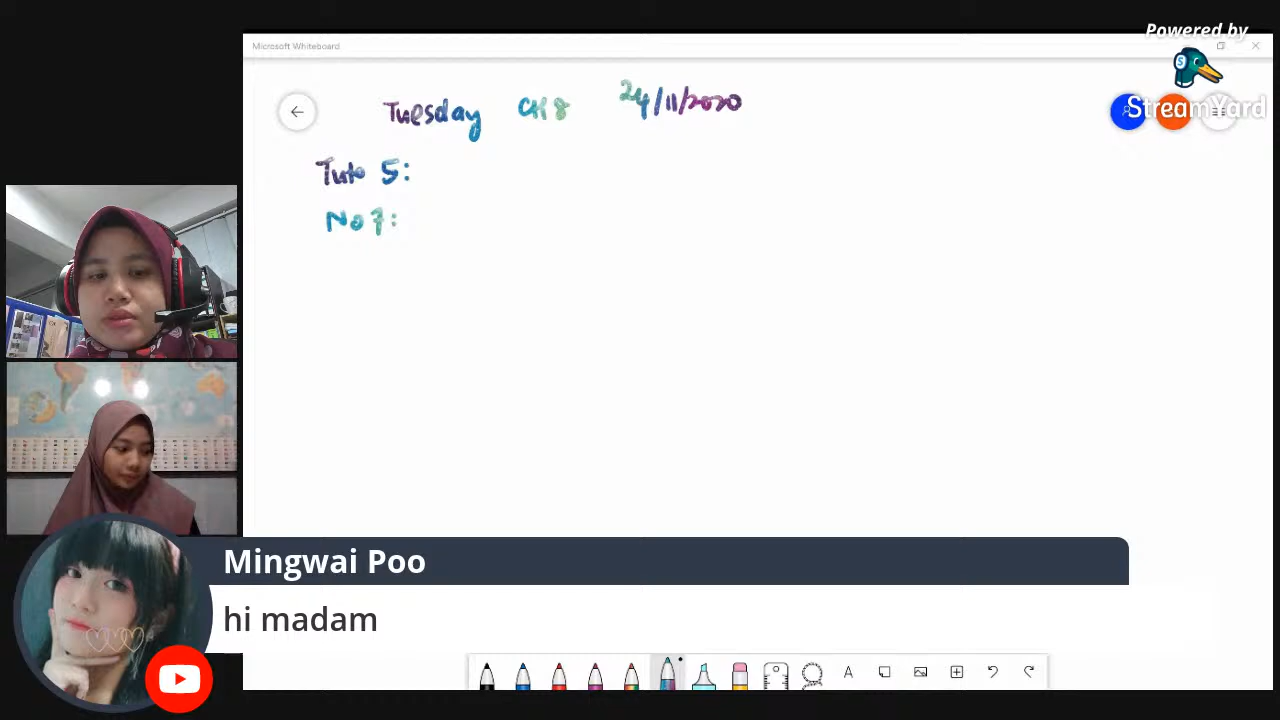 Powered by
StreamYard
Microsoft Whiteboard
Tuesday CH 8 24/11/2020
Tuto 5:
No 7:
Mingwai Poo
hi madam